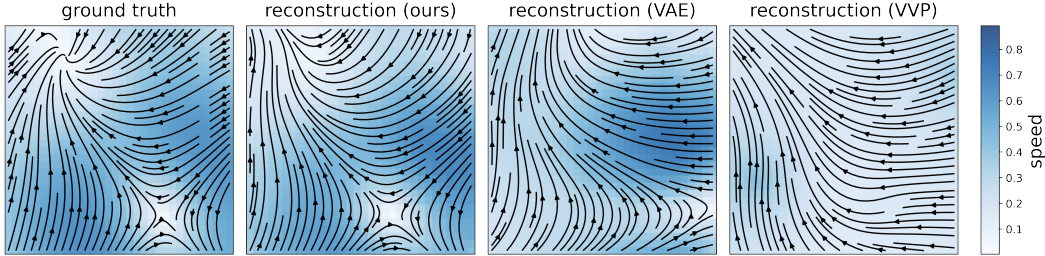 ground truth
reconstruction (ours)
reconstruction (VAE)
reconstruction (VVP)
0.8
0.7
0.6
0.5
0.4
0.3
0.2
0.1
speed